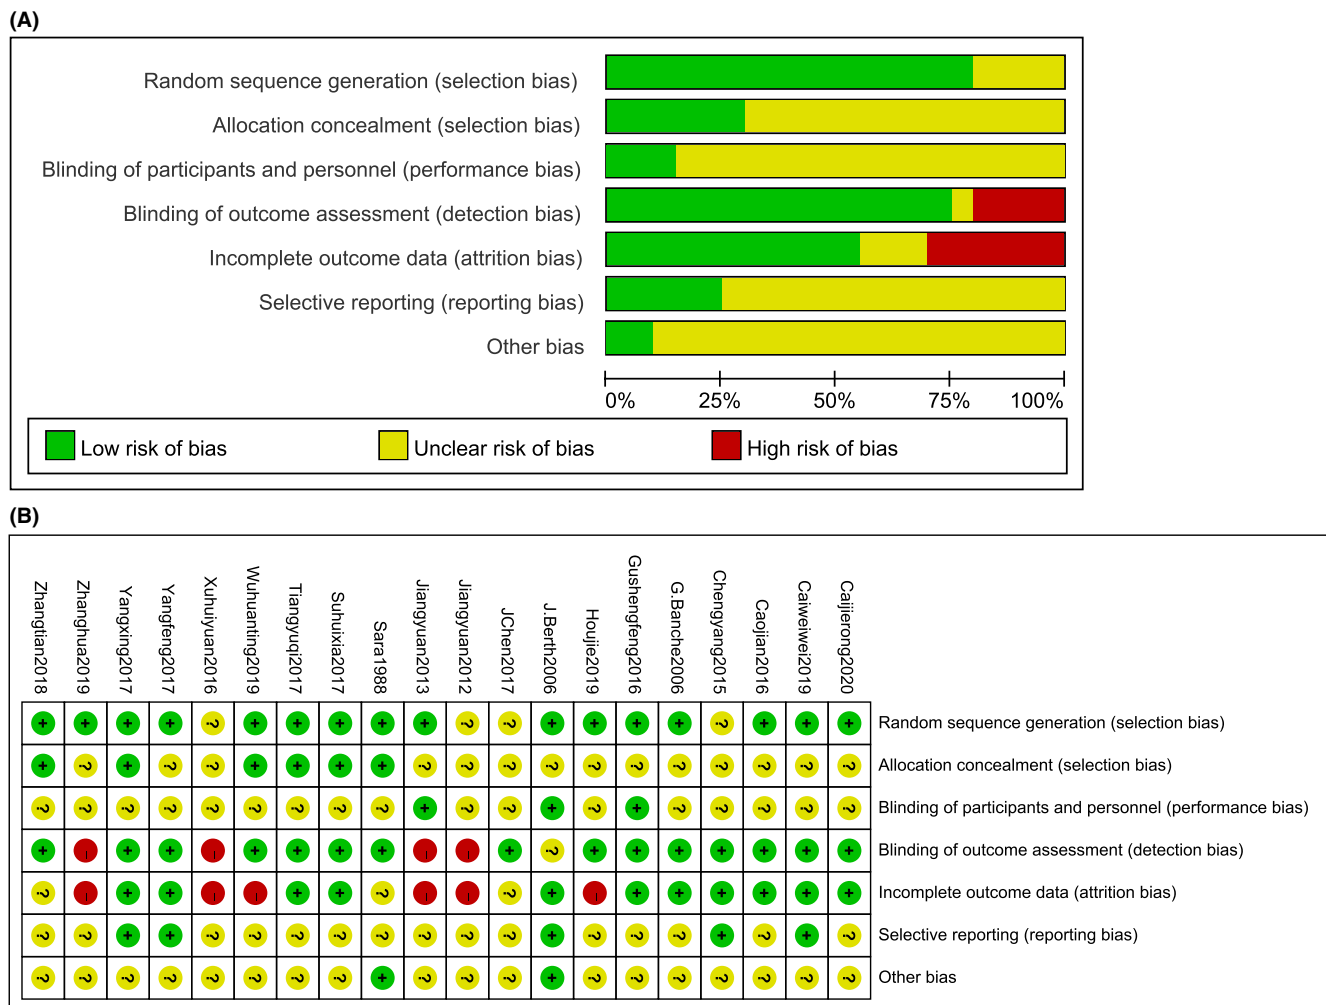 (A)
Random sequence generation (selection bias)
Allocation concealment (selection bias)
Blinding of participants and personnel (performance bias)
Blinding of outcome assessment (detection bias)
Incomplete outcome data (attrition bias)
Selective reporting (reporting bias)
Other bias
0% 25% 50% 75% 100%
Low risk of bias Unclear risk of bias High risk of bias
(B)
Zhangtian2018 Zhanghua2019 Yangxing2017 Yangfeng2017 Xuhuiyuan2016 Wuhuanting2019 Tiangyuqi2017 Suhuixia2017 Sara1988 Jiangyuan2013 Jiangyuan2012 JChen2017 J.Berth2006 Houjie2019 Gushengfeng2016 G.Banche2006 Chengyang2015 Caojian2016 Caiweiwei2019 Caijierong2020
+ + + + ? + + + + + ? ? + + + + ? + + + Random sequence generation (selection bias)
+ ? + ? ? + + + + ? ? ? ? ? ? ? ? ? ? ? Allocation concealment (selection bias)
? ? ? ? ? ? ? ? ? + ? ? + ? + ? ? ? ? ? Blinding of participants and personnel (performance bias)
+ – + + – + + + + – – + ? + + + + + + + Blinding of outcome assessment (detection bias)
? – + + – – + + ? – – ? + – + + + + + + Incomplete outcome data (attrition bias)
? ? + + ? ? ? ? ? ? ? ? + ? ? ? + ? + ? Selective reporting (reporting bias)
? ? ? ? ? ? ? ? + ? ? ? + ? ? ? ? ? ? ? Other bias